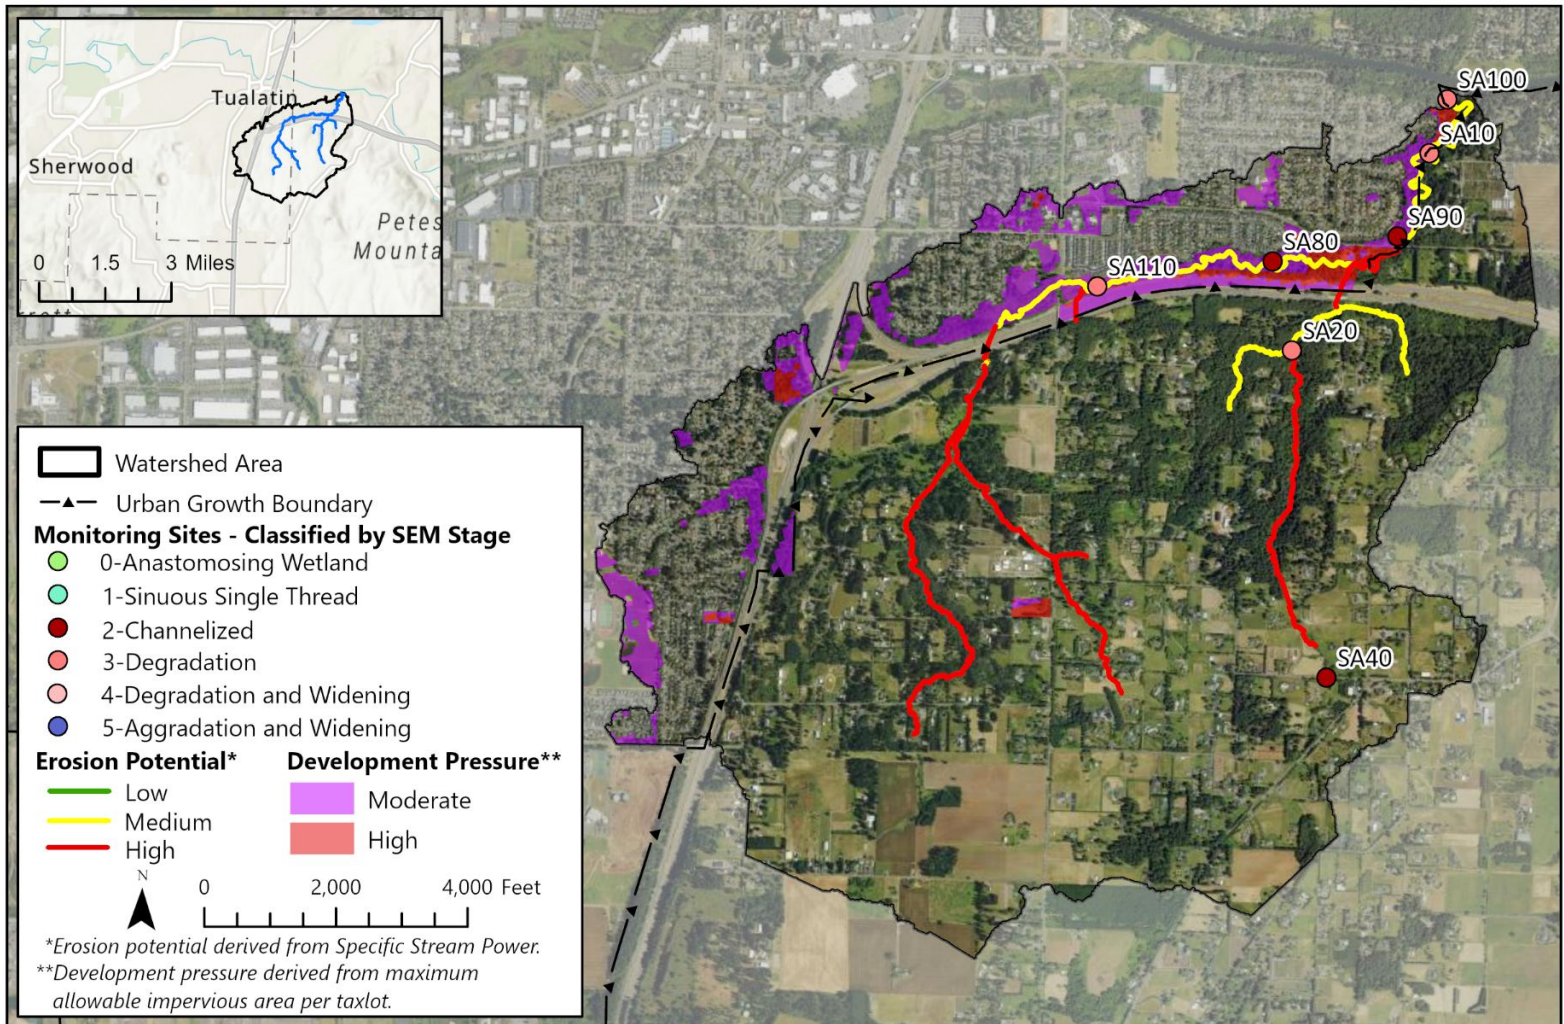 Tualatin
Sherwood
Petes
Mounta
0 1.5 3 Miles
SA100
SA10
SA90
SA80
SA110
SA20
SA40
Watershed Area
Urban Growth Boundary
Monitoring Sites - Classified by SEM Stage
0-Anastomosing Wetland
1-Sinuous Single Thread
2-Channelized
3-Degradation
4-Degradation and Widening
5-Aggradation and Widening
Erosion Potential* Development Pressure**
Low
Medium
High
Moderate
High
N
0 2,000 4,000 Feet
*Erosion potential derived from Specific Stream Power.
**Development pressure derived from maximum
allowable impervious area per taxlot.